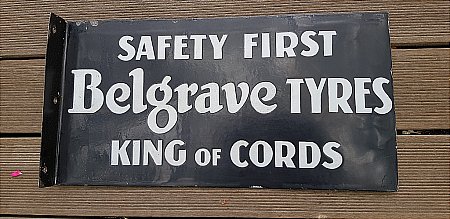 SAFETY FIRST
Belgrave TYRES
KING OF CORDS